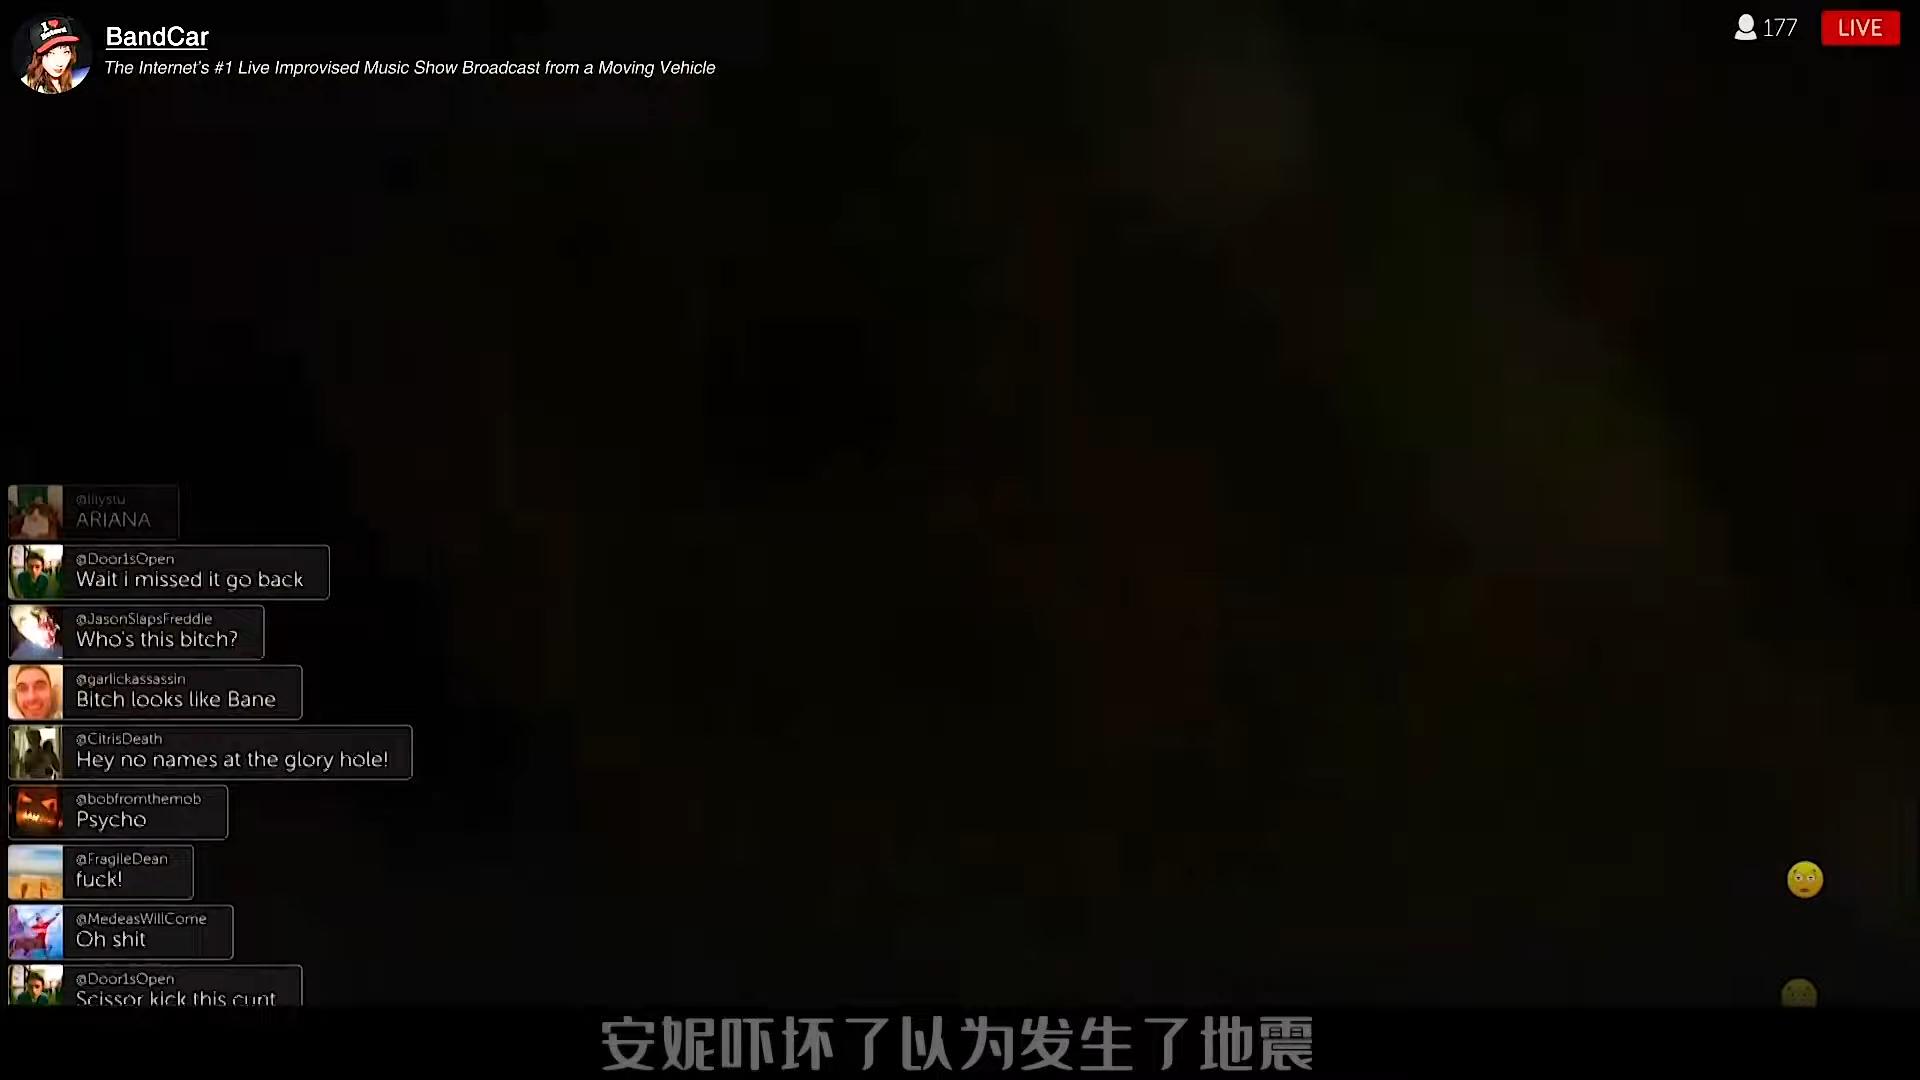 BandCar
The Internet's #1 Live Improvised Music Show Broadcast from a Moving Vehicle
177
LIVE
@lilystu
ARIANA
@Door1sOpen
Wait i missed it go back
@JasonSlapsFreddie
Who's this bitch?
@garlickassassin
Bitch looks like Bane
@CitrisDeath
Hey no names at the glory hole!
@bobfromthemob
Psycho
@FragileDean
fuck!
@MedeasWillCome
Oh shit
@Door1sOpen
Scissor kick this cunt
安妮吓坏了以为发生了地震